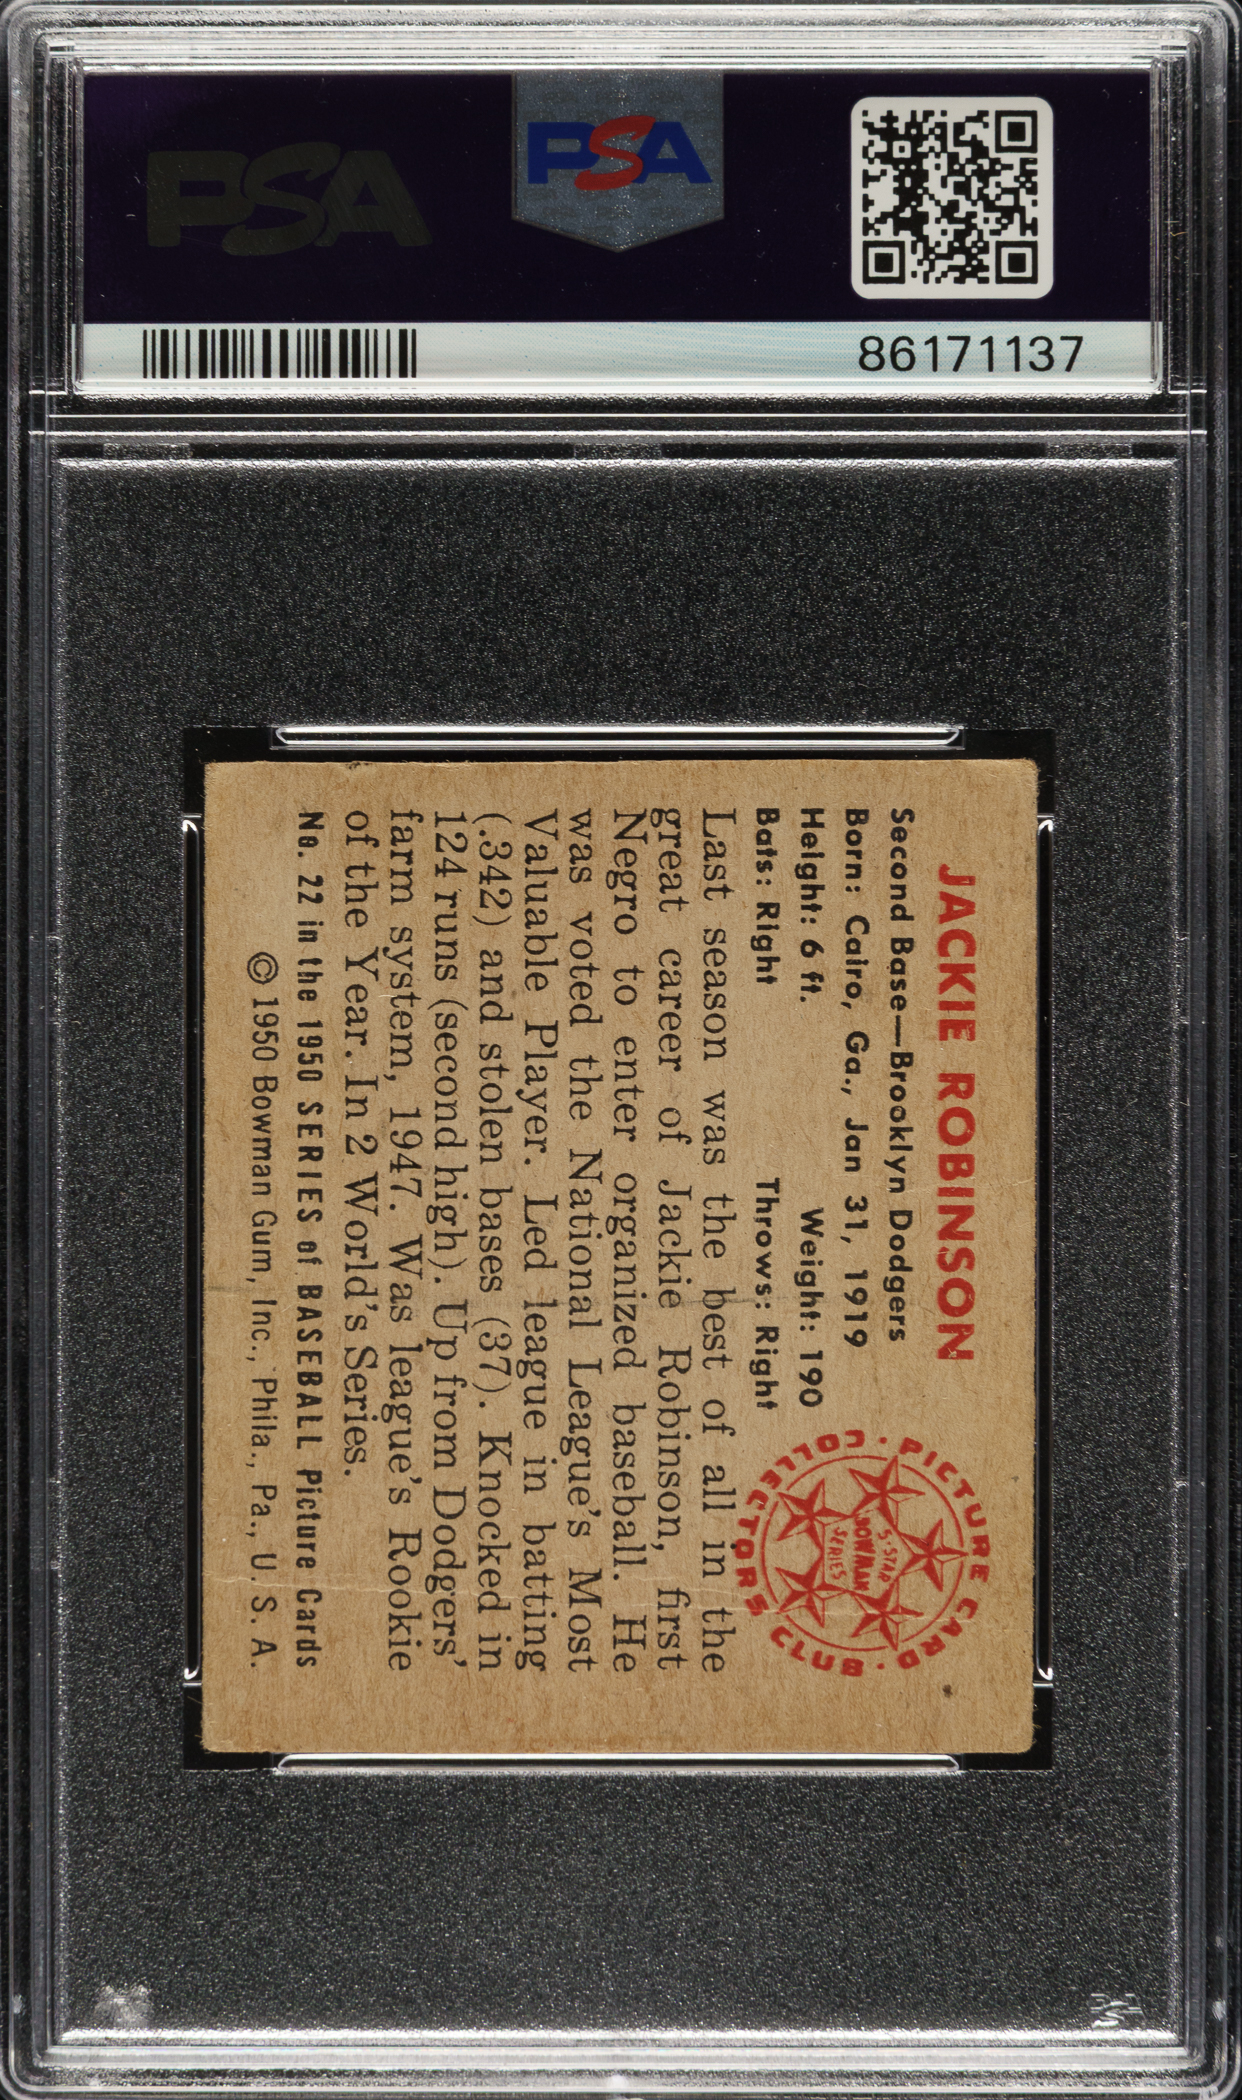 PSA
PSA
86171137
JACKIE ROBINSON
Second Base—Brooklyn Dodgers
Born: Cairo, Ga., Jan 31, 1919
Height: 6 ft. Weight: 190
Bats: Right Throws: Right
PICTURE CARD COLLECTORS CLUB
5-STAR
BOWMAN
SERIES
Last season was the best of all in the
great career of Jackie Robinson, first
Negro to enter organized baseball. He
was voted the National League's Most
Valuable Player. Led league in batting
(.342) and stolen bases (37). Knocked in
124 runs (second high). Up from Dodgers'
farm system, 1947. Was league's Rookie
of the Year. In 2 World's Series.
No. 22 in the 1950 SERIES of BASEBALL Picture Cards
© 1950 Bowman Gum, Inc., Phila., Pa., U. S. A.
PSA